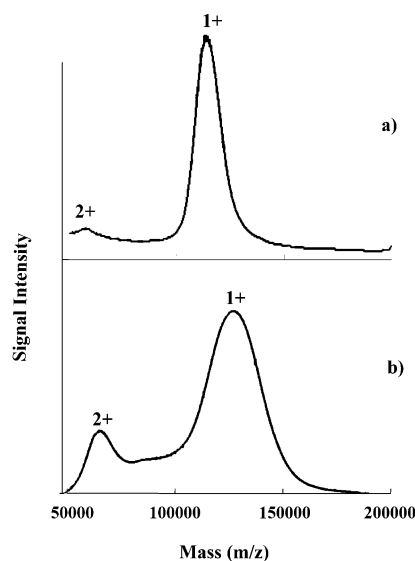 1+
a)
2+
Signal Intensity
1+
b)
2+
50000 100000 150000 200000
Mass (m/z)